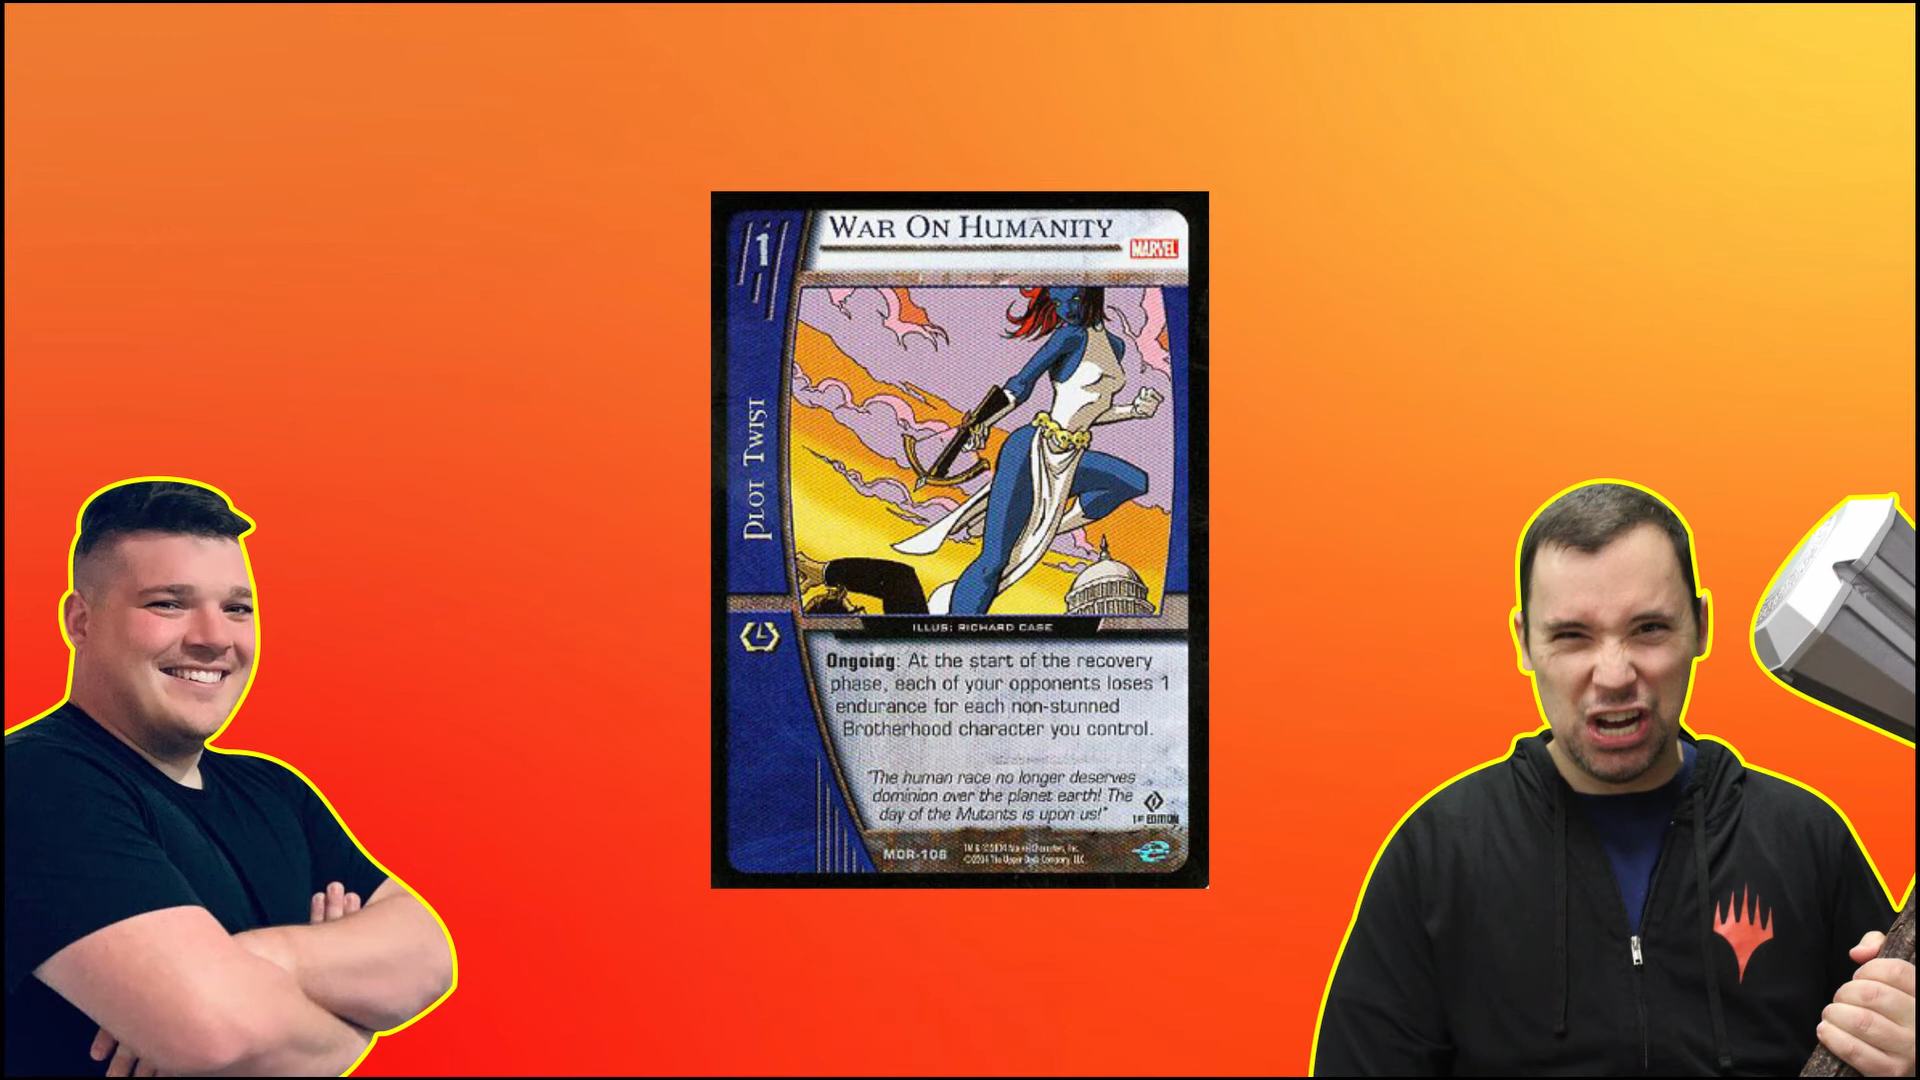 1
WAR ON HUMANITY
MARVEL
PLOT TWIST
ILLUS: RICHARD CASE
Ongoing: At the start of the recovery
phase, each of your opponents loses 1
endurance for each non-stunned
Brotherhood character you control.
"The human race no longer deserves
dominion over the planet earth! The
day of the Mutants is upon us!"
1ST EDITION
MOR-108